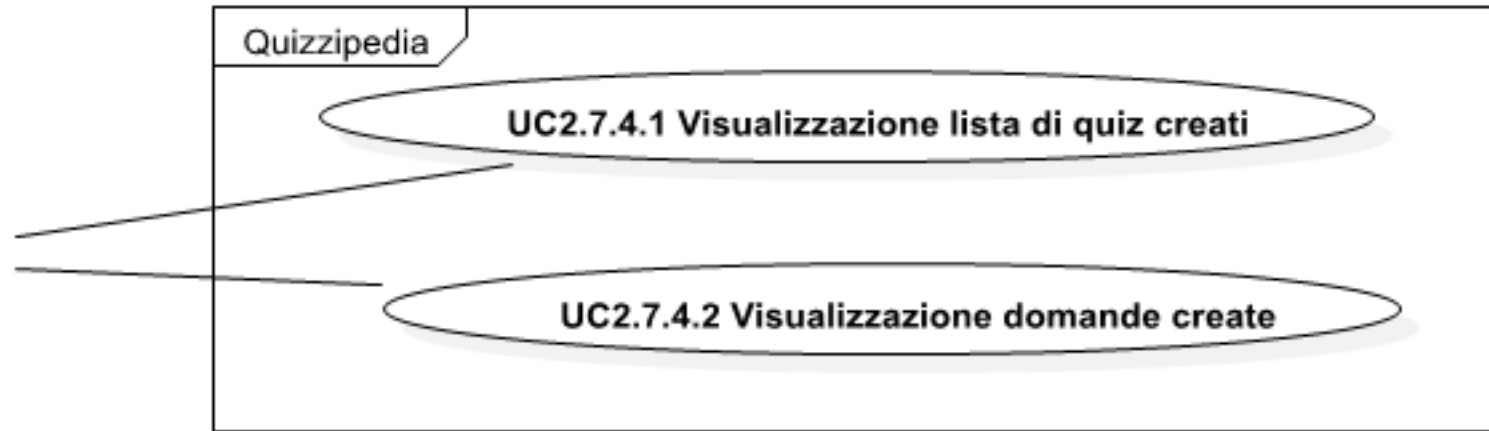 Quizzipedia
UC2.7.4.1 Visualizzazione lista di quiz creati
UC2.7.4.2 Visualizzazione domande create